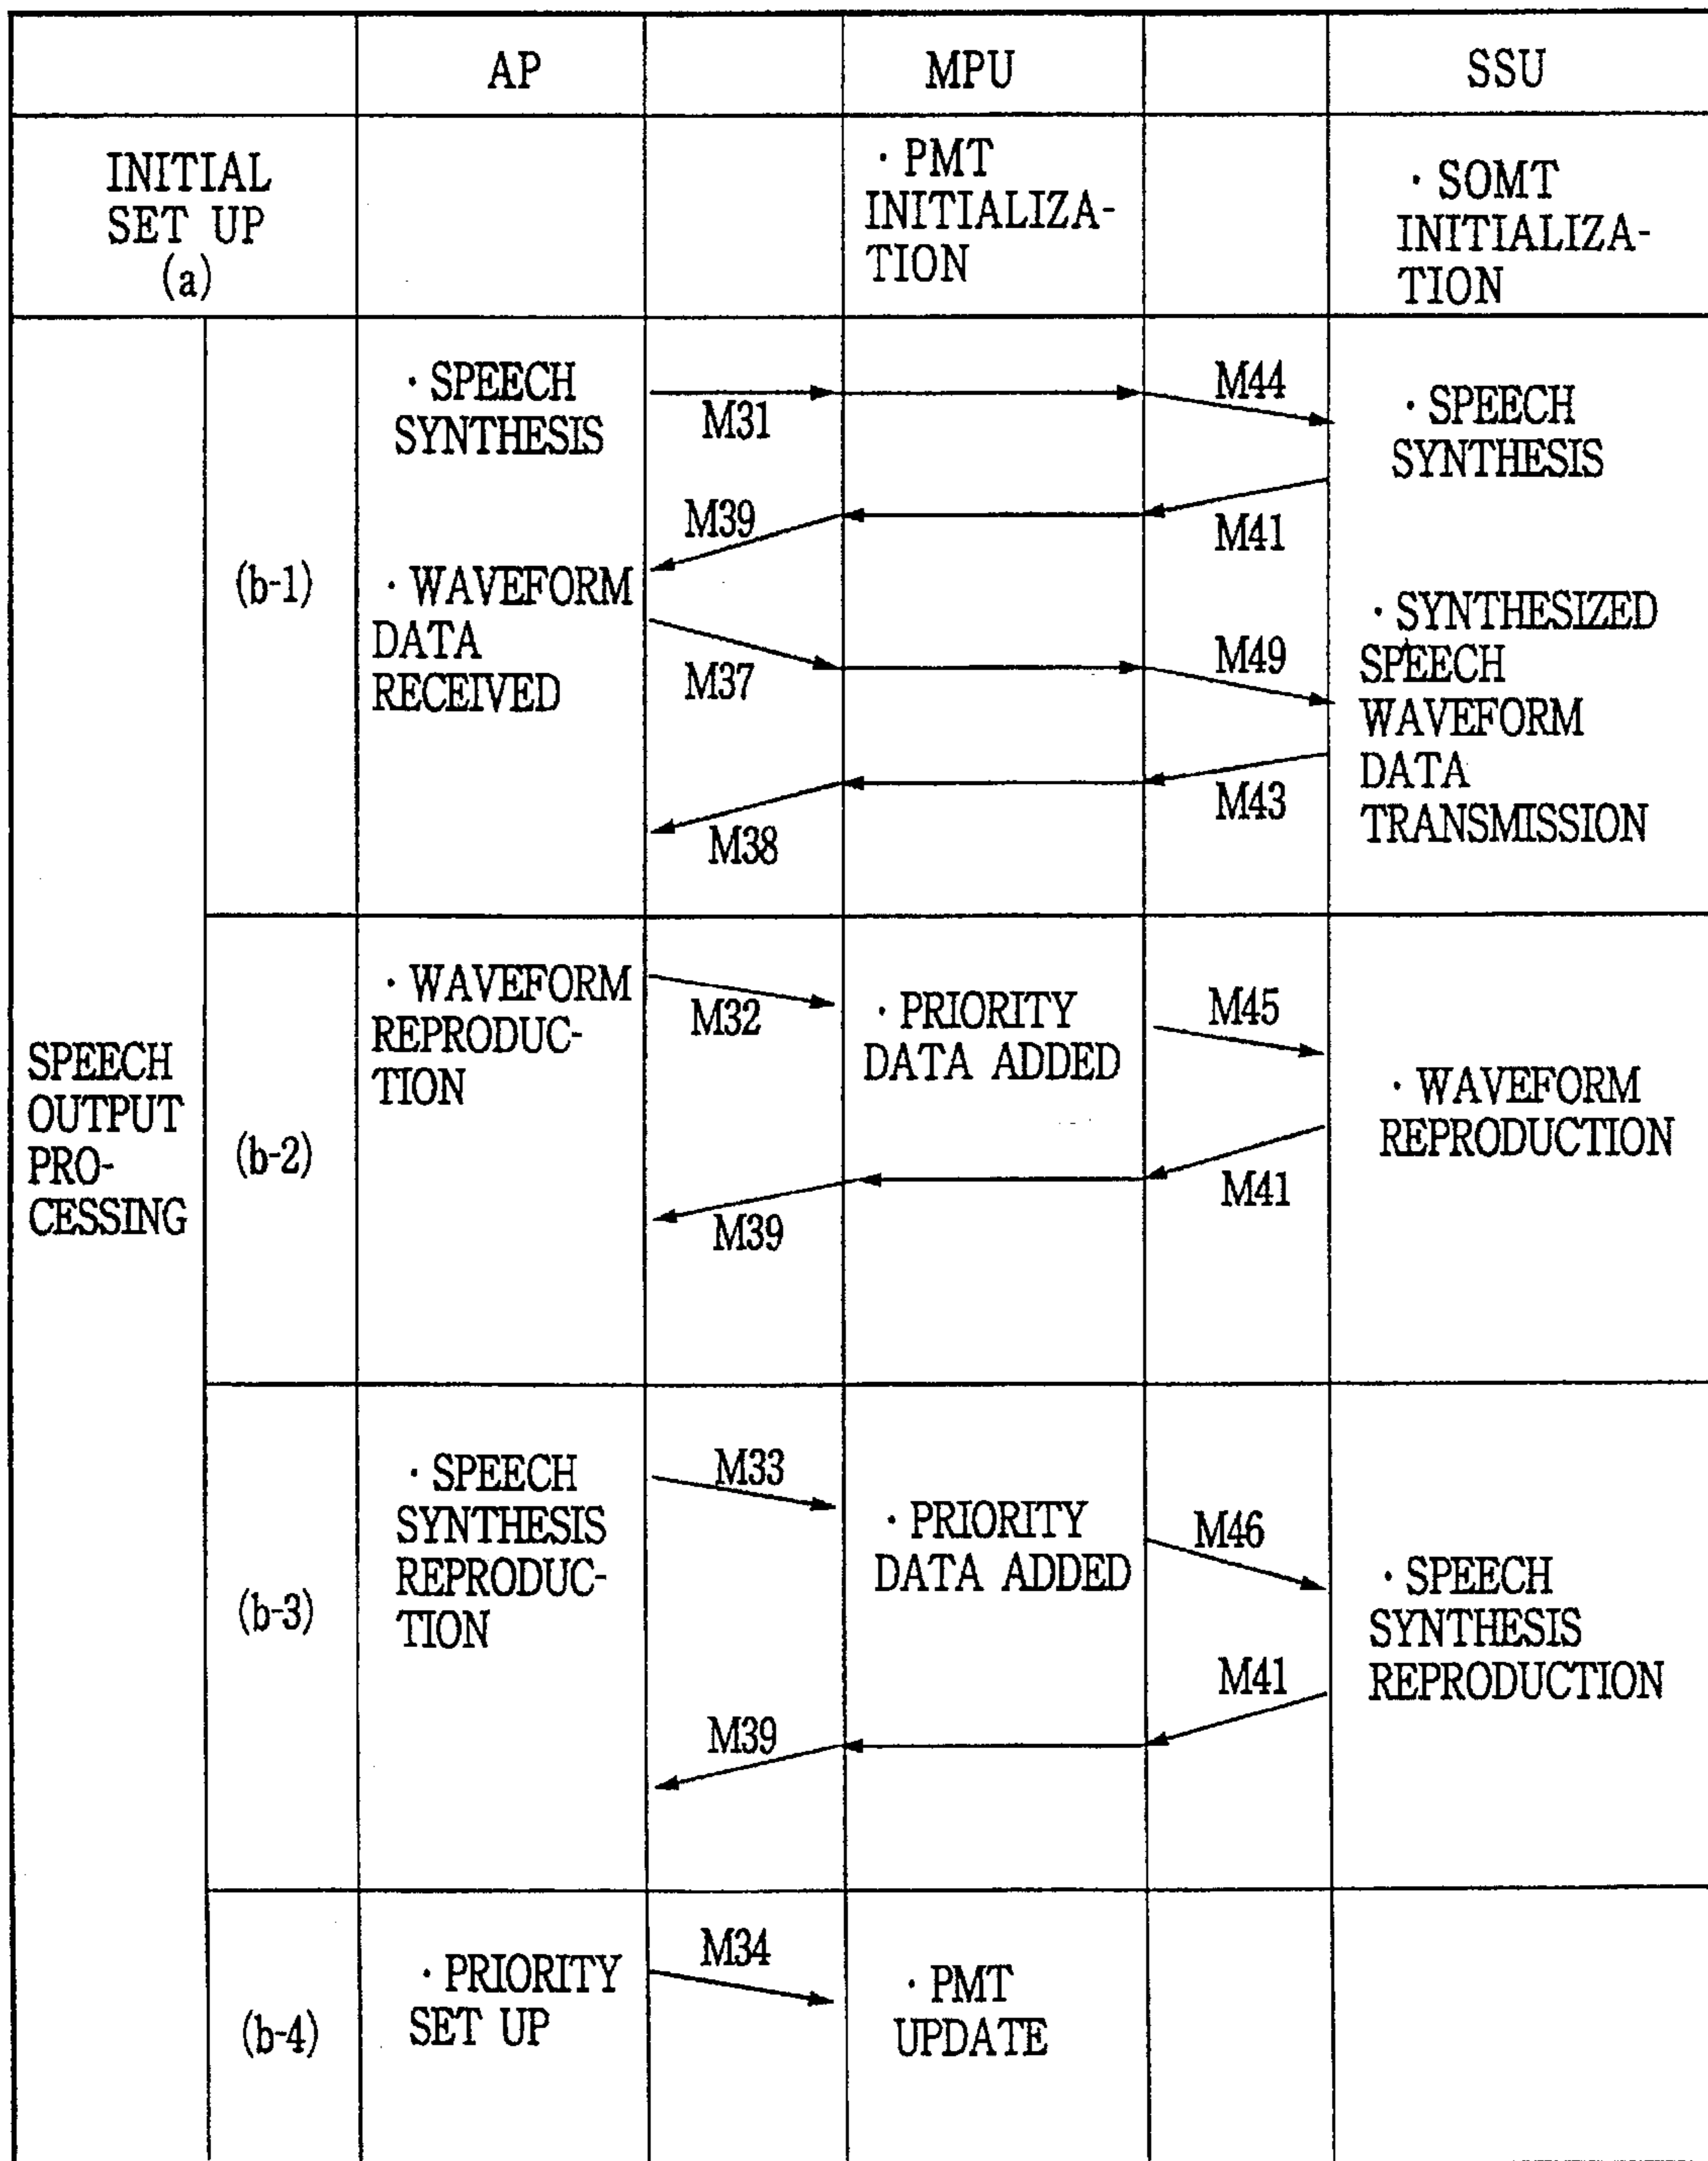 AP
MPU
SSU
INITIAL
SET UP
(a)
· PMT
INITIALIZA-
TION
· SOMT
INITIALIZA-
TION
SPEECH
OUTPUT
PRO-
CESSING
(b-1)
· SPEECH
SYNTHESIS
M31
M44
· SPEECH
SYNTHESIS
M39
M41
· WAVEFORM
DATA
RECEIVED
M37
M49
· SYNTHESIZED
SPEECH
WAVEFORM
DATA
TRANSMISSION
M43
M38
(b-2)
· WAVEFORM
REPRODUC-
TION
M32
· PRIORITY
DATA ADDED
M45
· WAVEFORM
REPRODUCTION
M41
M39
(b-3)
· SPEECH
SYNTHESIS
REPRODUC-
TION
M33
· PRIORITY
DATA ADDED
M46
· SPEECH
SYNTHESIS
REPRODUCTION
M41
M39
(b-4)
· PRIORITY
SET UP
M34
· PMT
UPDATE